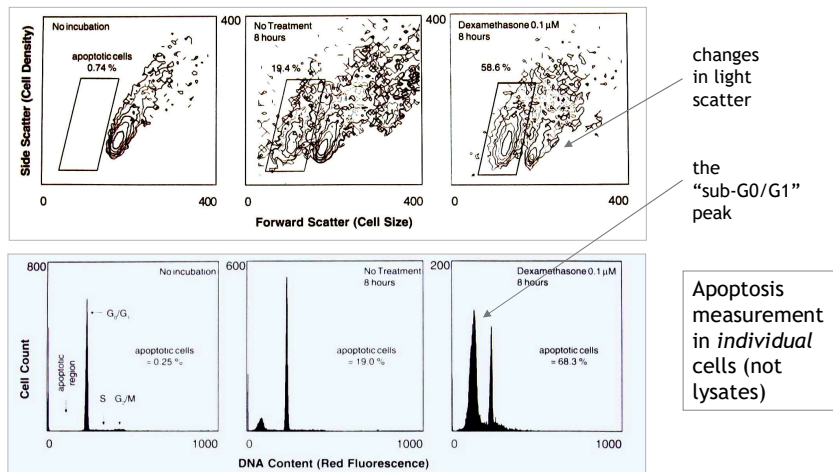 Side Scatter (Cell Density)
400
0
No incubation
apoptotic cells
0.74 %
0
400
400
0
No Treatment
8 hours
19.4 %
0
400
Dexamethasone 0.1 µM
8 hours
58.6 %
0
400
Forward Scatter (Cell Size)
changes
in light
scatter
the
“sub-G0/G1”
peak
Cell Count
800
0
No incubation
G₀/G₁
apoptotic cells
= 0.25 %
apoptotic
region
S
G₂/M
0
1000
600
No Treatment
8 hours
apoptotic cells
= 19.0 %
0
1000
200
Dexamethasone 0.1 µM
8 hours
apoptotic cells
= 68.3 %
0
1000
DNA Content (Red Fluorescence)
Apoptosis
measurement
in individual
cells (not
lysates)